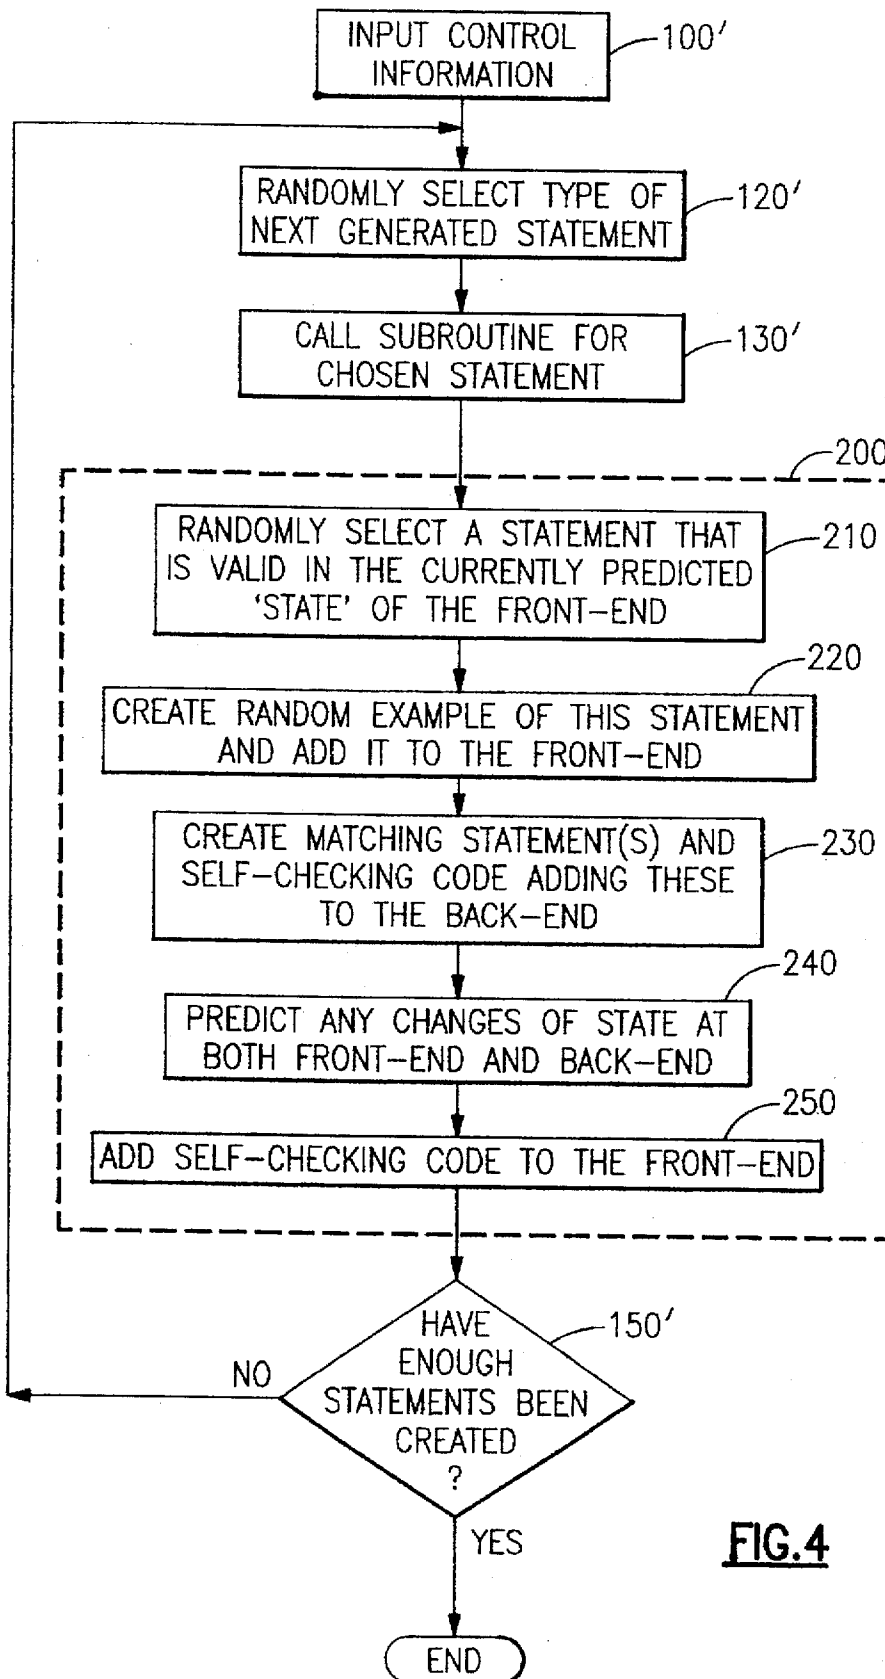 INPUT CONTROL
INFORMATION
100'
RANDOMLY SELECT TYPE OF
NEXT GENERATED STATEMENT
120'
CALL SUBROUTINE FOR
CHOSEN STATEMENT
130'
200
RANDOMLY SELECT A STATEMENT THAT
IS VALID IN THE CURRENTLY PREDICTED
'STATE' OF THE FRONT-END
210
220
CREATE RANDOM EXAMPLE OF THIS STATEMENT
AND ADD IT TO THE FRONT-END
CREATE MATCHING STATEMENT(S) AND
SELF-CHECKING CODE ADDING THESE
TO THE BACK-END
230
240
PREDICT ANY CHANGES OF STATE AT
BOTH FRONT-END AND BACK-END
250
ADD SELF-CHECKING CODE TO THE FRONT-END
HAVE
ENOUGH
STATEMENTS BEEN
CREATED
?
150'
NO
YES
FIG.4
END